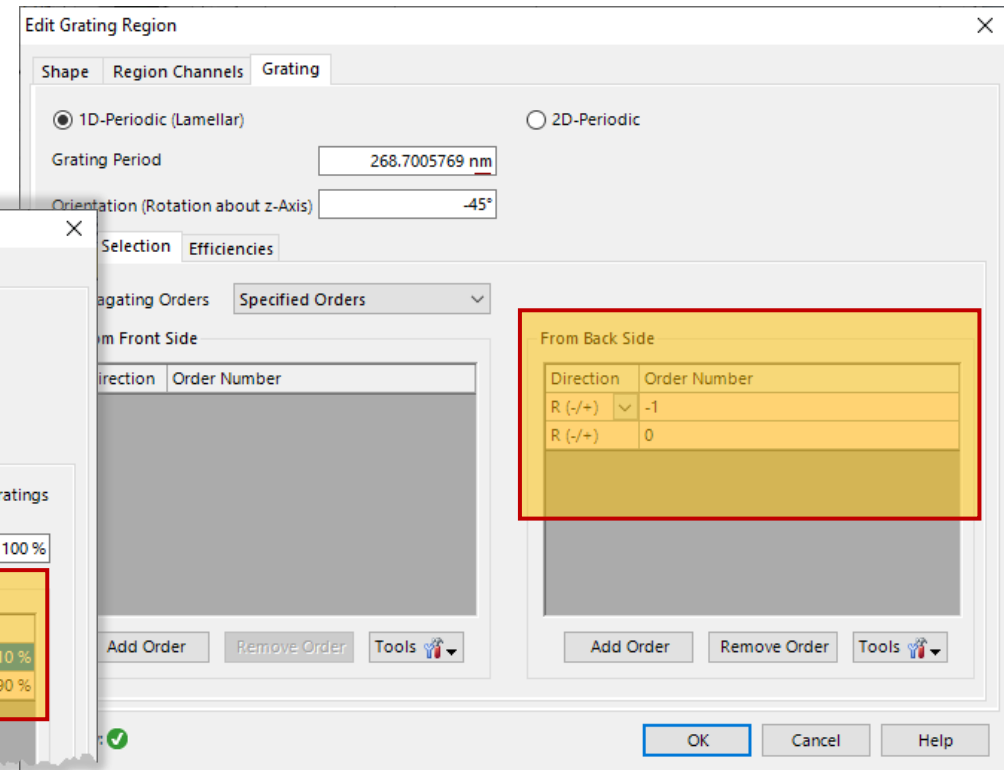 Edit Grating Region
Shape Region Channels Grating
1D-Periodic (Lamellar) 2D-Periodic
Grating Period 268.7005769 nm
Orientation (Rotation about z-Axis) -45°
Selection Efficiencies
agating Orders Specified Orders
m Front Side From Back Side
irection Order Number Direction Order Number
R (-/+) -1
R (-/+) 0
ratings
100 %
10 %
90 %
Add Order Remove Order Tools Add Order Remove Order Tools
OK Cancel Help